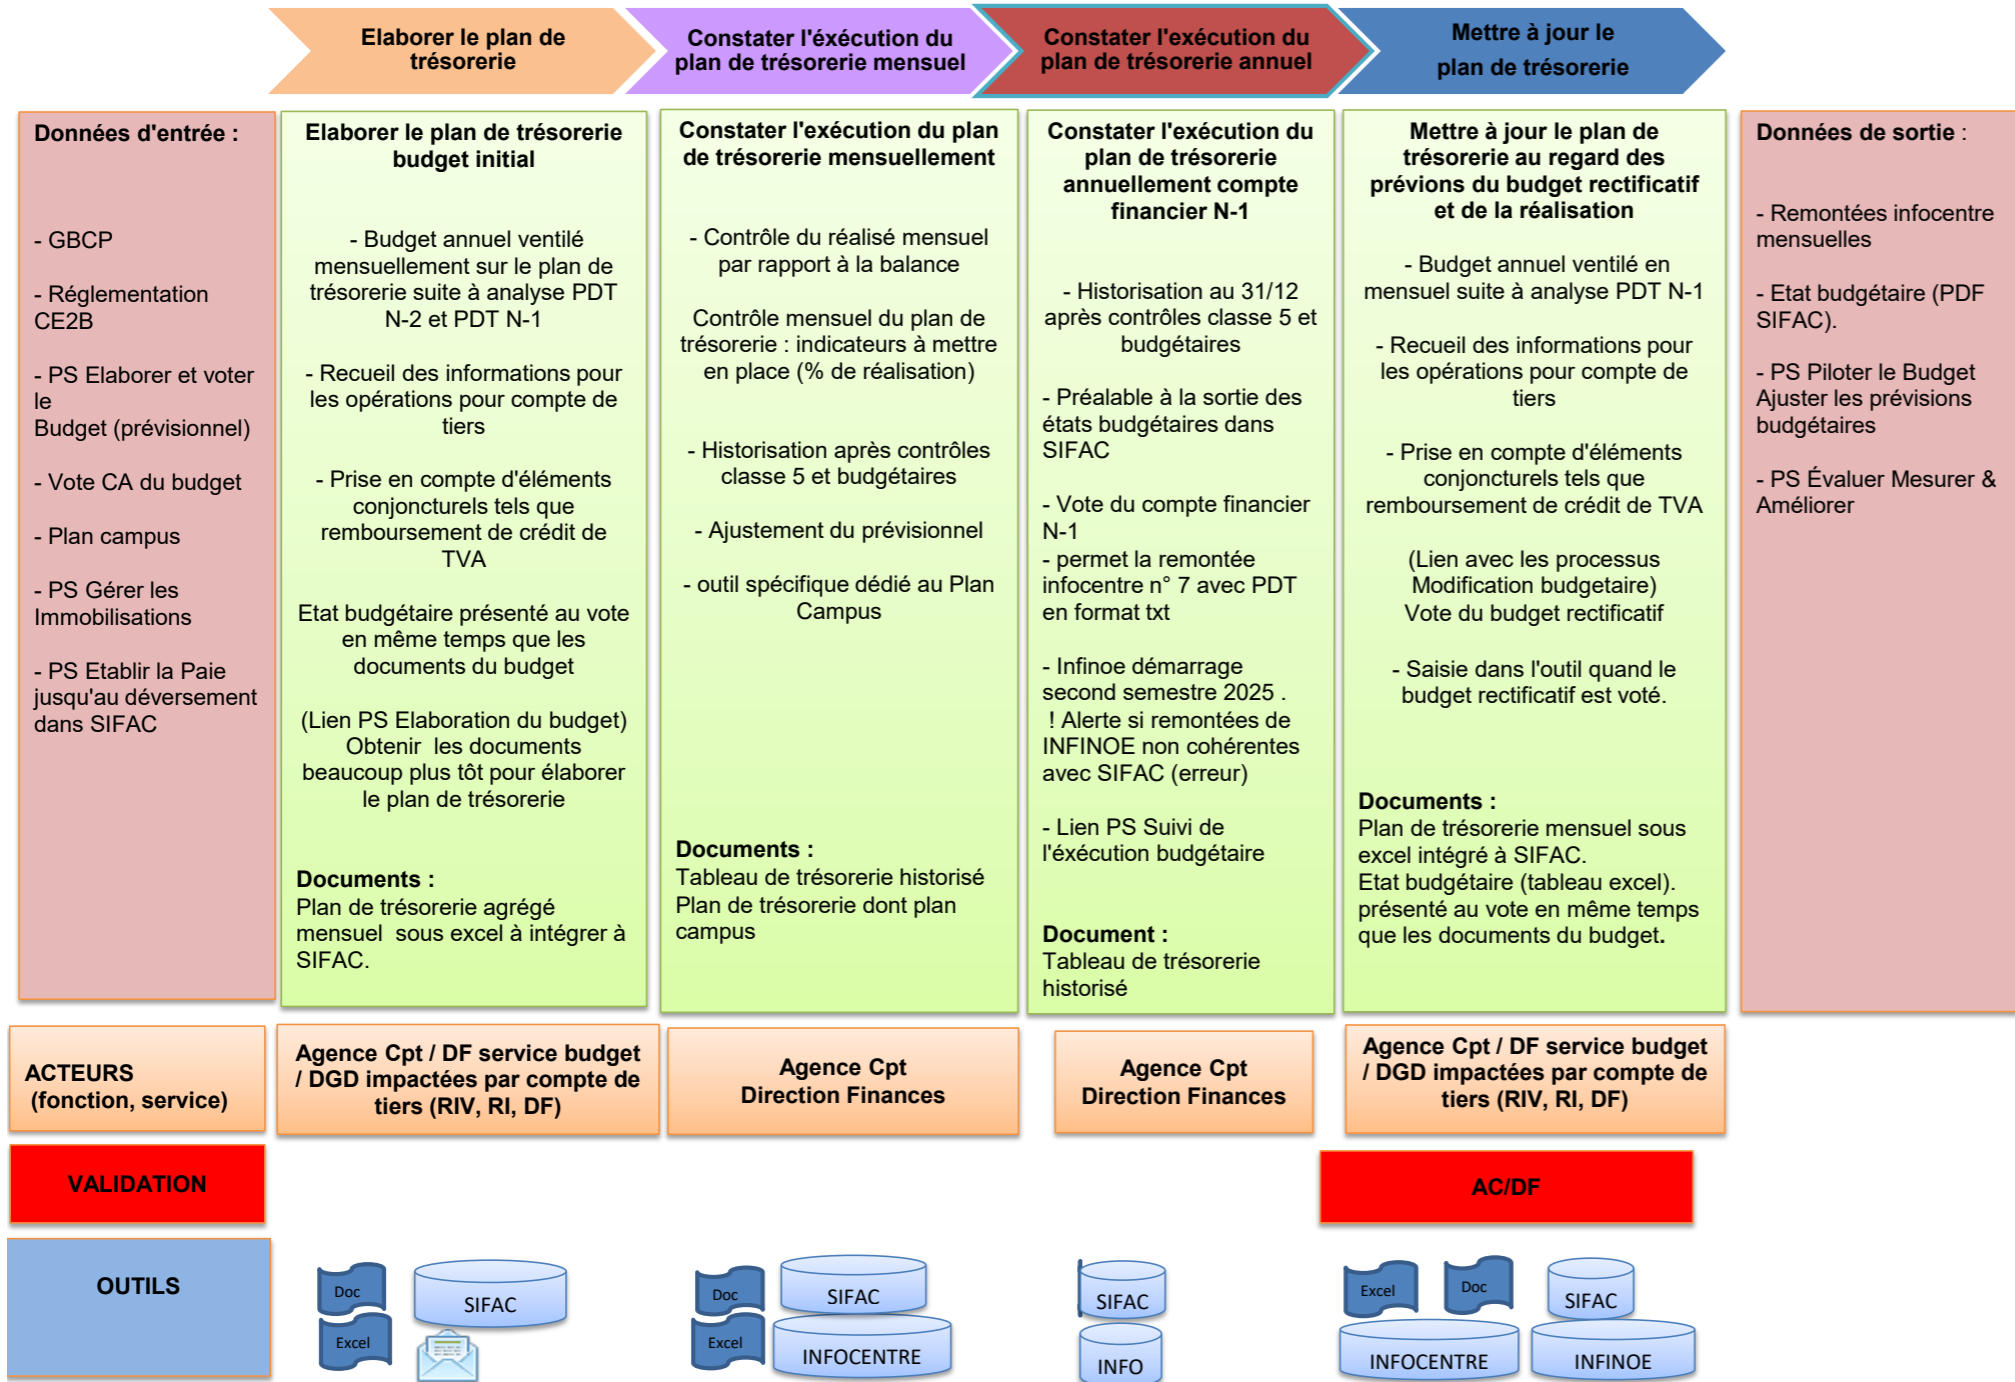 Elaborer le plan de
trésorerie
Constater l'éxécution du
plan de trésorerie mensuel
Constater l'exécution du
plan de trésorerie annuel
Mettre à jour le
plan de trésorerie
Données d'entrée :
- GBCP
- Réglementation
CE2B
- PS Elaborer et voter
le
Budget (prévisionnel)
- Vote CA du budget
- Plan campus
- PS Gérer les
Immobilisations
- PS Etablir la Paie
jusqu'au déversement
dans SIFAC
Elaborer le plan de trésorerie
budget initial
- Budget annuel ventilé
mensuellement sur le plan de
trésorerie suite à analyse PDT
N-2 et PDT N-1
- Recueil des informations pour
les opérations pour compte de
tiers
- Prise en compte d'éléments
conjoncturels tels que
remboursement de crédit de
TVA
Etat budgétaire présenté au vote
en même temps que les
documents du budget
(Lien PS Elaboration du budget)
Obtenir les documents
beaucoup plus tôt pour élaborer
le plan de trésorerie
Documents :
Plan de trésorerie agrégé
mensuel sous excel à intégrer à
SIFAC.
Constater l'exécution du plan
de trésorerie mensuellement
- Contrôle du réalisé mensuel
par rapport à la balance
Contrôle mensuel du plan de
trésorerie : indicateurs à mettre
en place (% de réalisation)
- Historisation après contrôles
classe 5 et budgétaires
- Ajustement du prévisionnel
- outil spécifique dédié au Plan
Campus
Documents :
Tableau de trésorerie historisé
Plan de trésorerie dont plan
campus
Constater l'exécution du
plan de trésorerie
annuellement compte
financier N-1
- Historisation au 31/12
après contrôles classe 5 et
budgétaires
- Préalable à la sortie des
états budgétaires dans
SIFAC
- Vote du compte financier
N-1
- permet la remontée
infocentre n° 7 avec PDT
en format txt
- Infinoe démarrage
second semestre 2025 .
! Alerte si remontées de
INFINOE non cohérentes
avec SIFAC (erreur)
- Lien PS Suivi de
l'éxécution budgétaire
Document :
Tableau de trésorerie
historisé
Mettre à jour le plan de
trésorerie au regard des
prévions du budget rectificatif
et de la réalisation
- Budget annuel ventilé en
mensuel suite à analyse PDT N-1
- Recueil des informations pour
les opérations pour compte de
tiers
- Prise en compte d'éléments
conjoncturels tels que
remboursement de crédit de TVA
(Lien avec les processus
Modification budgetaire)
Vote du budget rectificatif
- Saisie dans l'outil quand le
budget rectificatif est voté.
Documents :
Plan de trésorerie mensuel sous
excel intégré à SIFAC.
Etat budgétaire (tableau excel).
présenté au vote en même temps
que les documents du budget.
Données de sortie :
- Remontées infocentre
mensuelles
- Etat budgétaire (PDF
SIFAC).
- PS Piloter le Budget
Ajuster les prévisions
budgétaires
- PS Évaluer Mesurer &
Améliorer
ACTEURS
(fonction, service)
Agence Cpt / DF service budget
/ DGD impactées par compte de
tiers (RIV, RI, DF)
Agence Cpt
Direction Finances
Agence Cpt
Direction Finances
Agence Cpt / DF service budget
/ DGD impactées par compte de
tiers (RIV, RI, DF)
VALIDATION
AC/DF
OUTILS
Doc
Excel
SIFAC
Doc
Excel
SIFAC
INFOCENTRE
SIFAC
INFO
Excel
Doc
SIFAC
INFOCENTRE
INFINOE